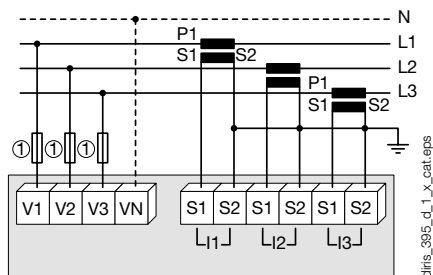 N
P1 L1
S1 S2 L2
P1
S1 S2 L3
① ① ①
V1 V2 V3 VN S1 S2 S1 S2 S1 S2
I1 I2 I3
diris_395_d_1_x_cat.eps